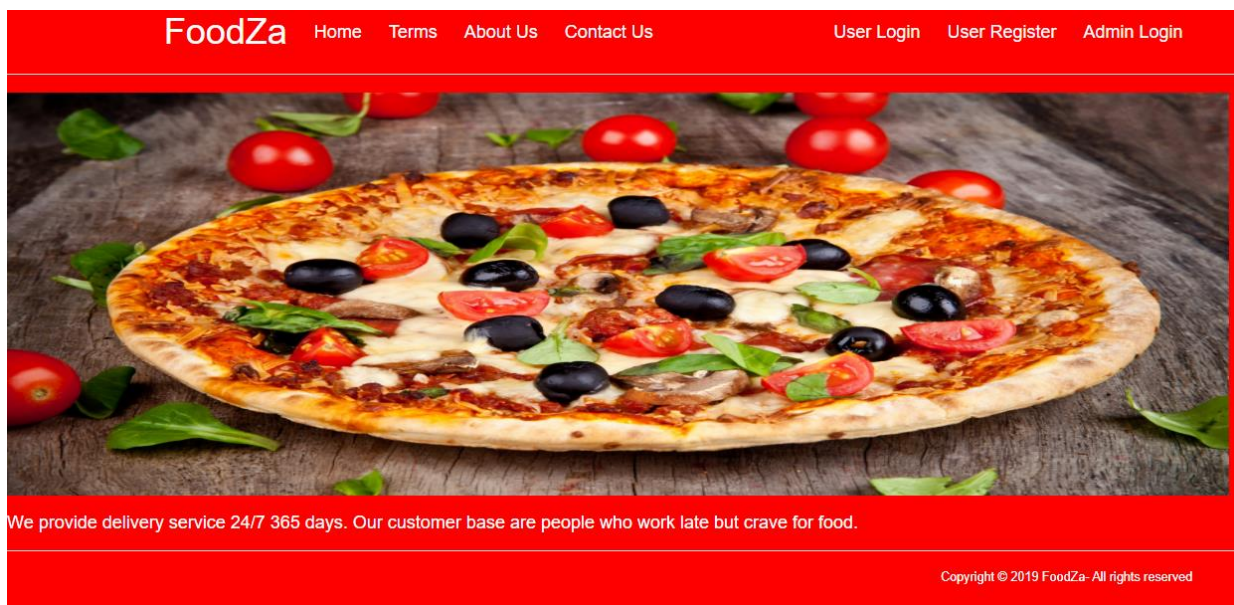 FoodZa Home Terms About Us Contact Us User Login User Register Admin Login
We provide delivery service 24/7 365 days. Our customer base are people who work late but crave for food.
Copyright © 2019 FoodZa- All rights reserved